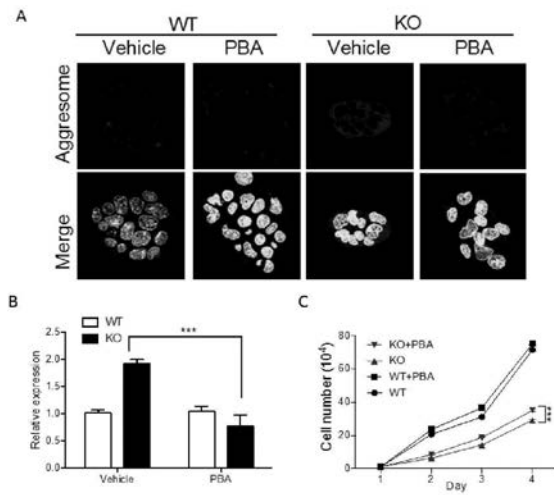 A
WT KO
Vehicle PBA Vehicle PBA
Aggresome
Merge
B
WT
KO
***
Relative expression
2.5
2.0
1.5
1.0
0.5
0.0
Vehicle PBA
C
KO+PBA
KO
WT+PBA
WT
Cell number (10⁴)
80
60
40
20
0
***
1 2 3 4
Day